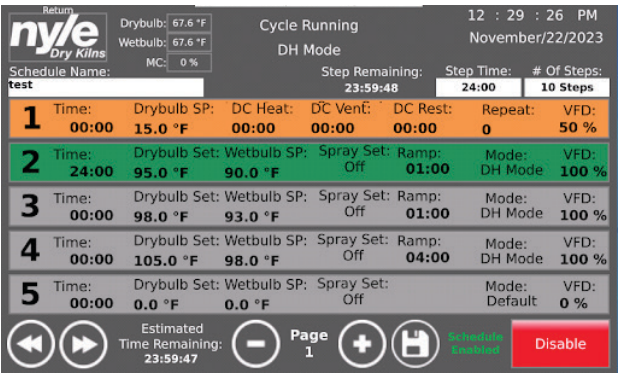 Return
nyle
Dry Kilns
Drybulb: 67.6 °F
Wetbulb: 67.6 °F
MC: 0 %
Cycle Running
DH Mode
12 : 29 : 26 PM
November/22/2023
Schedule Name:
test
Step Remaining:
23:59:48
Step Time:
24:00
# Of Steps:
10 Steps
1 Time: Drybulb SP: DC Heat: DC Vent: DC Rest: Repeat: VFD:
00:00 15.0 °F 00:00 00:00 00:00 0 50 %
2 Time: Drybulb Set: Wetbulb SP: Spray Set: Ramp: Mode: VFD:
24:00 95.0 °F 90.0 °F Off 01:00 DH Mode 100 %
3 Time: Drybulb Set: Wetbulb SP: Spray Set: Ramp: Mode: VFD:
00:00 98.0 °F 93.0 °F Off 01:00 DH Mode 100 %
4 Time: Drybulb Set: Wetbulb SP: Spray Set: Ramp: Mode: VFD:
00:00 105.0 °F 98.0 °F Off 04:00 DH Mode 100 %
5 Time: Drybulb Set: Wetbulb SP: Spray Set: Mode: VFD:
00:00 0.0 °F 0.0 °F Off Default 0 %
Estimated
Time Remaining:
23:59:47
Page
1
Schedule
Enabled
Disable